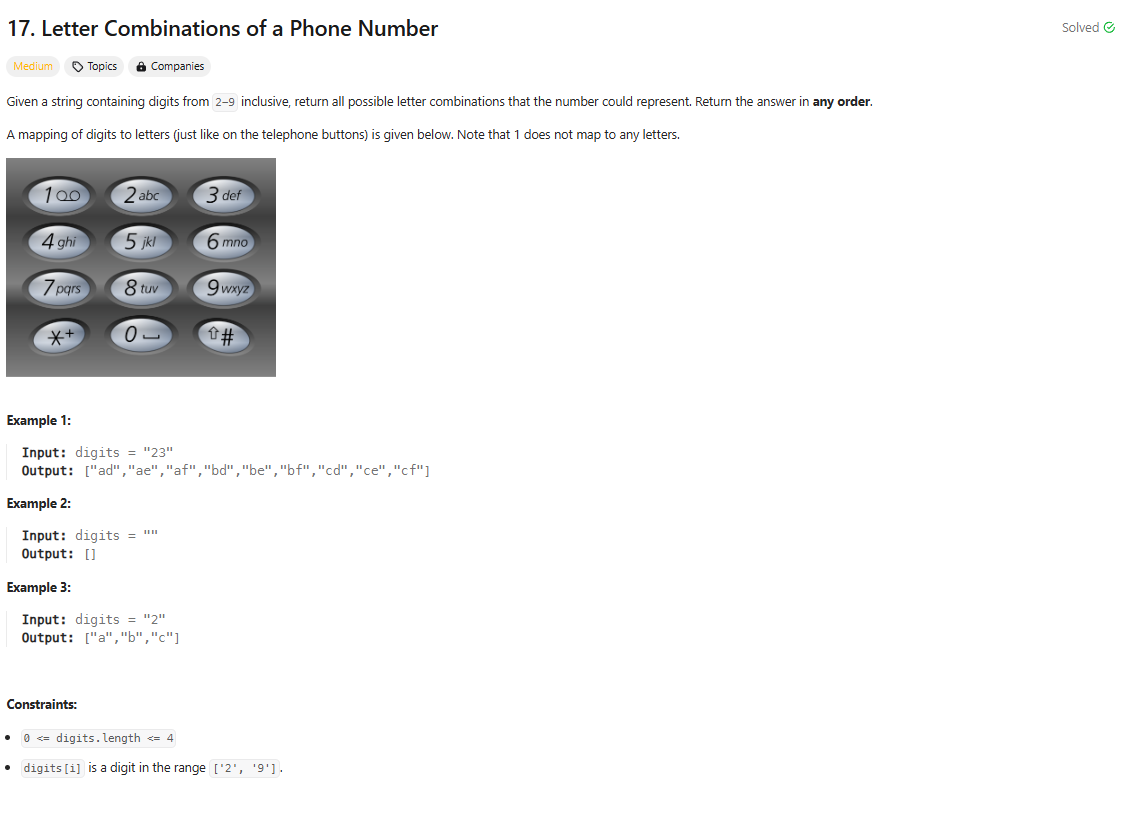 17. Letter Combinations of a Phone Number
Solved
Medium
Topics
Companies
Given a string containing digits from 2-9 inclusive, return all possible letter combinations that the number could represent. Return the answer in any order.
A mapping of digits to letters (just like on the telephone buttons) is given below. Note that 1 does not map to any letters.
1 2 abc 3 def
4 ghi 5 jkl 6 mno
7 pqrs 8 tuv 9 wxyz
*+ 0 #
Example 1:
Input: digits = "23"
Output: ["ad","ae","af","bd","be","bf","cd","ce","cf"]
Example 2:
Input: digits = ""
Output: []
Example 3:
Input: digits = "2"
Output: ["a","b","c"]
Constraints:
• 0 <= digits.length <= 4
• digits[i] is a digit in the range ['2', '9'].